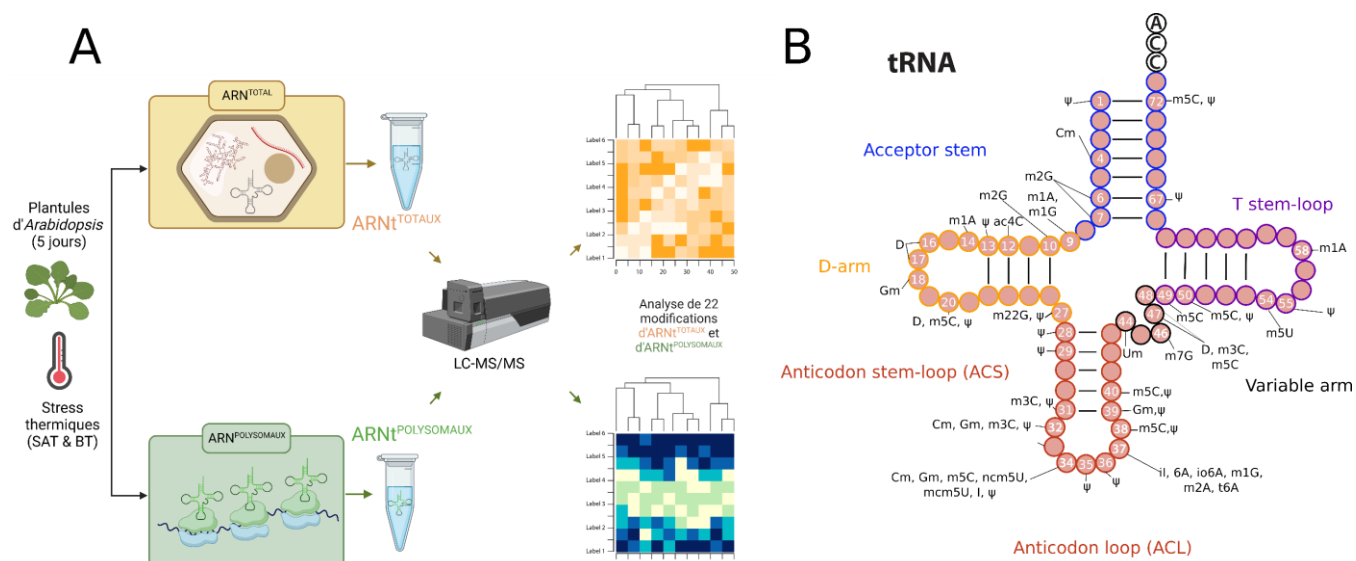 A
ARN^TOTAL
Plantules
d'Arabidopsis
(5 jours)
Stress
thermiques
(SAT & BT)
ARNt^TOTAUX
ARN^POLYSOMAUX
ARNt^POLYSOMAUX
LC-MS/MS
Label 6
Label 5
Label 4
Label 3
Label 2
Label 1
0 10 20 30 40 50
Analyse de 22
modifications
d'ARNt^TOTAUX et
d'ARNt^POLYSOMAUX
Label 6
Label 5
Label 4
Label 3
Label 2
Label 1
B
tRNA
A
C
C
ψ 1 72 m5C, ψ
Cm 4
Acceptor stem
m2G 6 67 ψ
m1A, m1G 7
m2G
T stem-loop
m1A ψ ac4C
D 16 14 13 12 10 9
17
18
Gm
D-arm
20
D, m5C, ψ
m22G, ψ 27
58 m1A
48 49 50 54 55
m5C m5C, ψ ψ
m5U
47
44 46
Um m7G
D, m3C,
m5C
Variable arm
ψ 28
ψ 29
Anticodon stem-loop (ACS)
m3C, ψ 31
40 m5C,ψ
39 Gm,ψ
Cm, Gm, m3C, ψ 32
38 m5C,ψ
37
34 35 36
Cm, Gm, m5C, ncm5U,
mcm5U, I, ψ
ψ ψ
iI, 6A, io6A, m1G,
m2A, t6A
Anticodon loop (ACL)